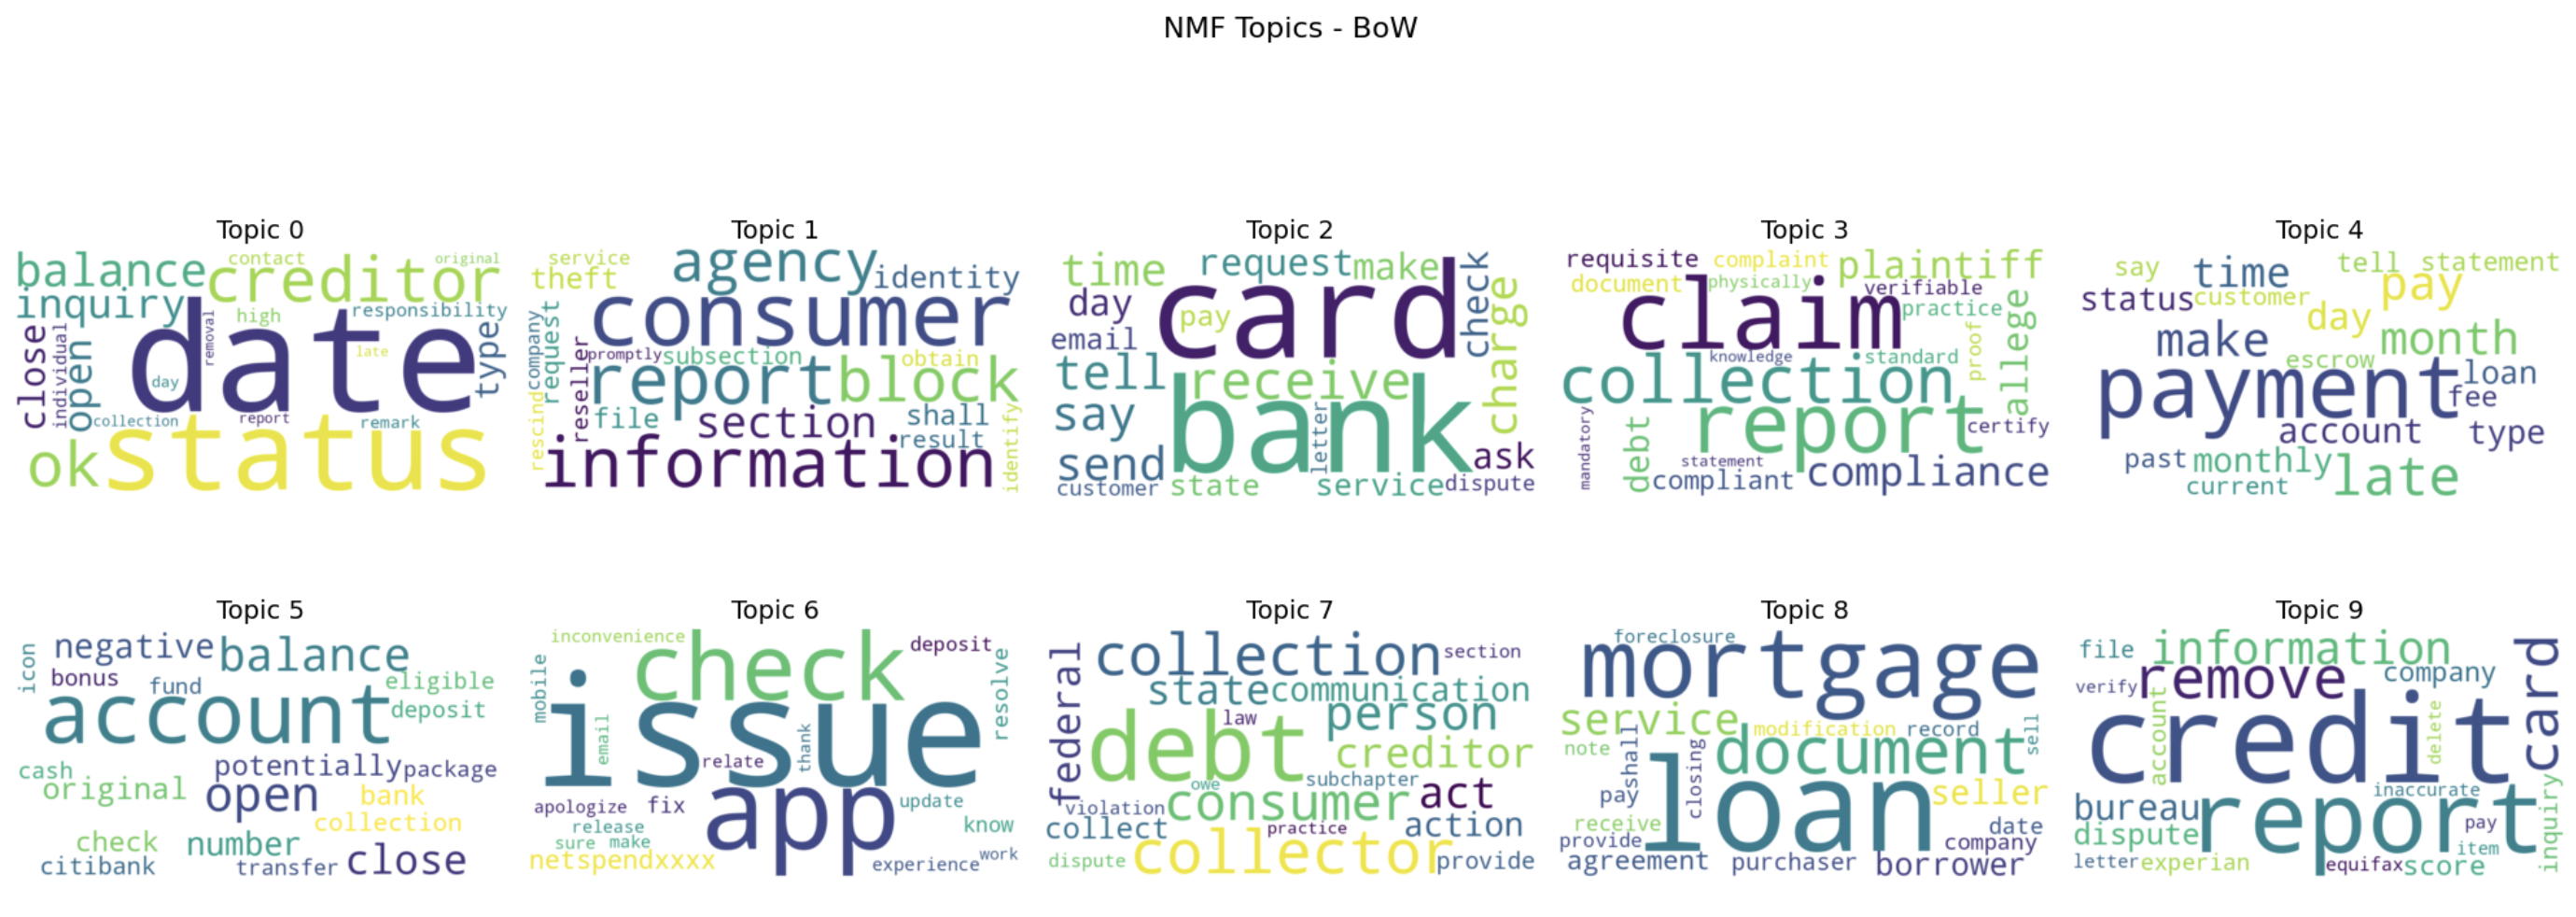 NMF Topics - BoW
Topic 0
contact original
balance creditor
inquiry
high responsibility
close individual open removal type
date
late
day
collection report remark
ok status
Topic 1
service agency identity
theft
consumer
request company
promptly subsection obtain
reseller report block
file section shall
rescind result identify
information
Topic 2
time request make check
day card
pay charge
email
tell receive
say bank
letter
send ask
customer state service dispute
Topic 3
requisite complaint plaintiff
document physically verifiable
claim practice
knowledge standard proof allege
collection
report certify
mandatory debt statement
compliant compliance
Topic 4
say time tell statement
status customer pay
day
make month
escrow
payment loan
fee
account type
past monthly late
current
Topic 5
icon negative balance
bonus fund eligible
account deposit
cash potentially package
original open bank
collection
check number
citibank transfer close
Topic 6
inconvenience check deposit
mobile resolve
issue
email relate thank
apologize fix app update
release know
sure make
netspendxxxx experience work
Topic 7
federal collection section
state communication
law person
debt creditor
owe subchapter
violation consumer act
collect practice action
dispute collector provide
Topic 8
foreclosure
mortgage
service modification record sell
note shall closing document
pay loan seller
receive date
provide company
agreement purchaser borrower
Topic 9
file information card
verify remove company
account credit delete
inaccurate inquiry
bureau report pay
dispute item
letter experian equifax score